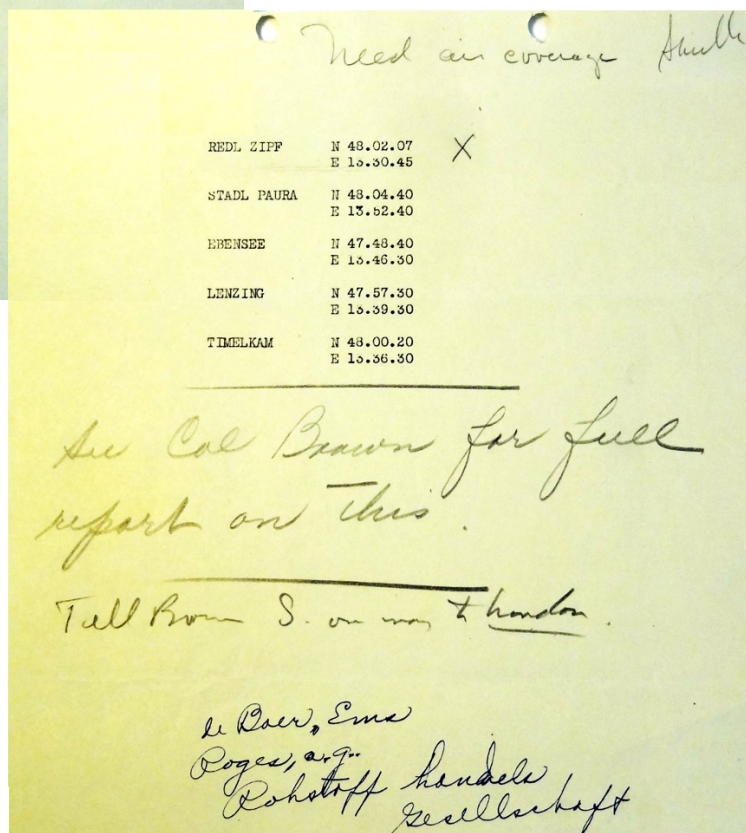 Need air coverage
REDL ZIPF N 48.02.07 X
E 13.30.45
STADL PAURA N 48.04.40
E 13.52.40
EBENSEE N 47.48.40
E 13.46.30
LENZING N 47.57.30
E 13.39.30
TIMELKAM N 48.00.20
E 13.36.30
See Col Brown for full
report on this.
Tell Brown S. on way to London.
de Boer, Ems
Roges, a.g.
Rohstoff handels
Gesellschaft